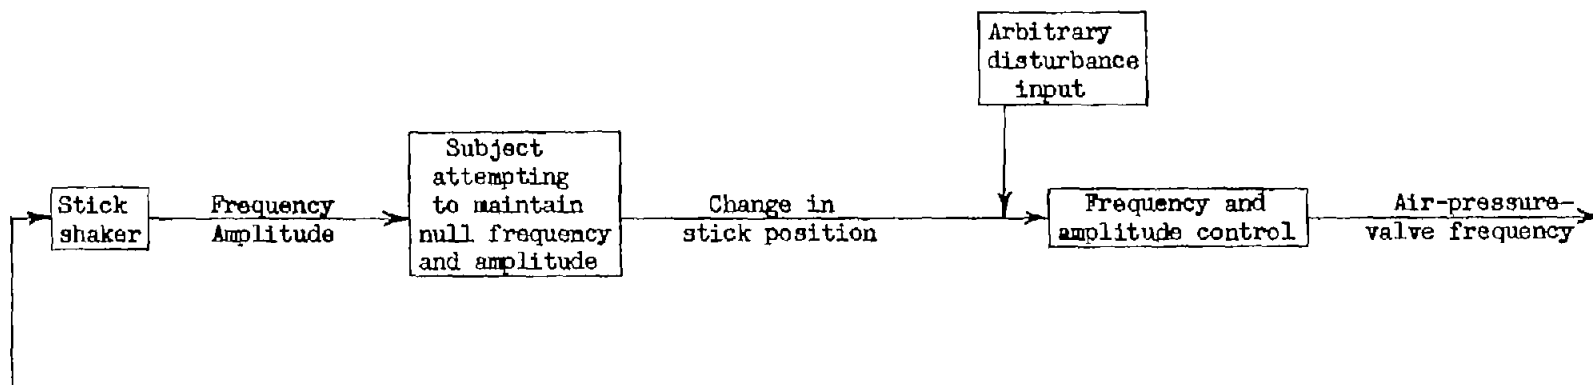 Arbitrary
disturbance
input
Stick
shaker
Frequency
Amplitude
Subject
attempting
to maintain
null frequency
and amplitude
Change in
stick position
Frequency and
amplitude control
Air-pressure-
valve frequency